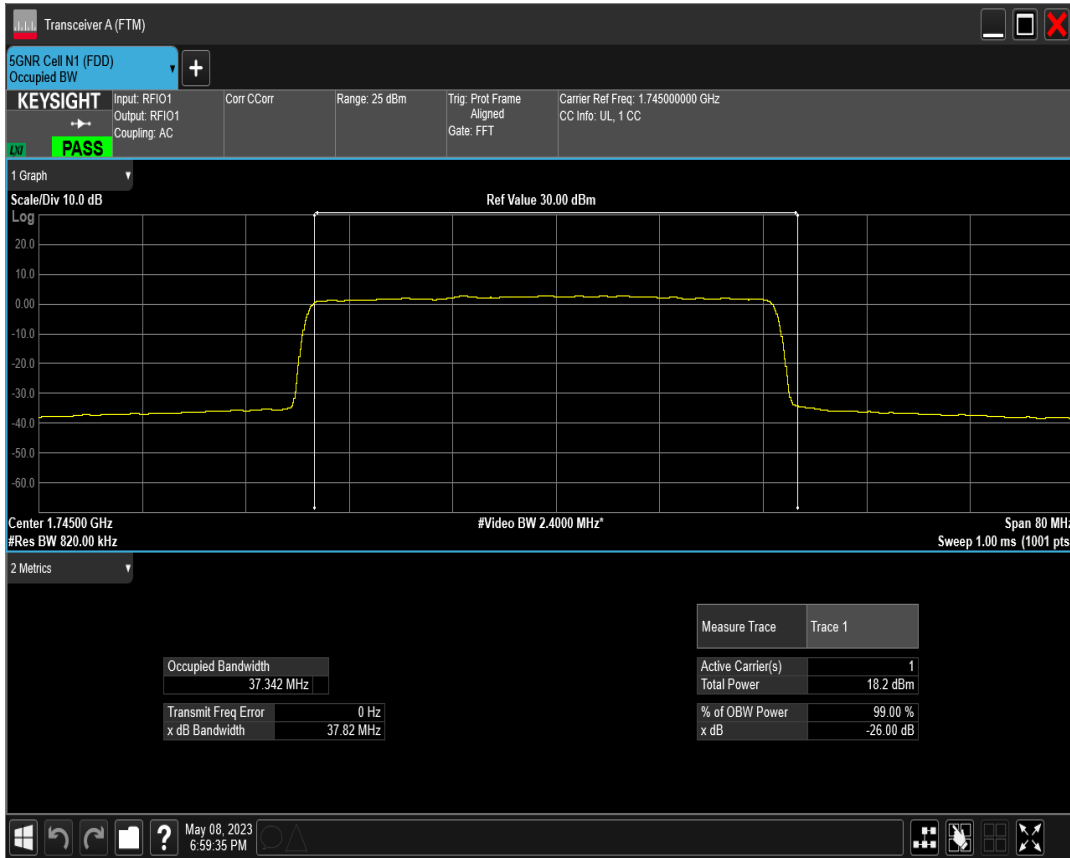 Transceiver A (FTM)
5GNR Cell N1 (FDD)
Occupied BW
KEYSIGHT
LXI
PASS
Input: RFIO1
Output: RFIO1
Coupling: AC
Corr CCorr
Range: 25 dBm
Trig: Prot Frame
Aligned
Gate: FFT
Carrier Ref Freq: 1.745000000 GHz
CC Info: UL, 1 CC
1 Graph
Scale/Div 10.0 dB
Ref Value 30.00 dBm
Log
20.0
10.0
0.00
-10.0
-20.0
-30.0
-40.0
-50.0
-60.0
Center 1.74500 GHz
#Video BW 2.4000 MHz*
Span 80 MHz
#Res BW 820.00 kHz
Sweep 1.00 ms (1001 pts
2 Metrics
Measure Trace Trace 1
Occupied Bandwidth
37.342 MHz
Active Carrier(s) 1
Total Power 18.2 dBm
Transmit Freq Error 0 Hz
x dB Bandwidth 37.82 MHz
% of OBW Power 99.00 %
x dB -26.00 dB
?
May 08, 2023
6:59:35 PM